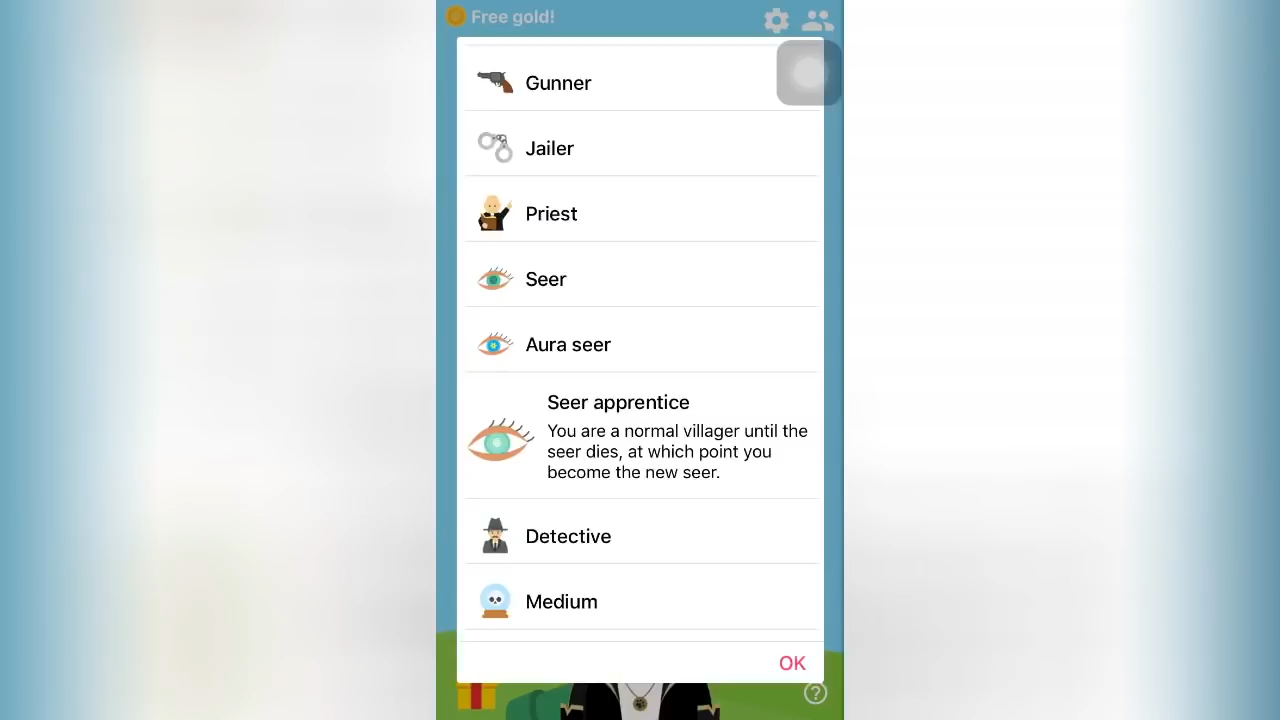 Free gold!
Gunner
Jailer
Priest
Seer
Aura seer
Seer apprentice
You are a normal villager until the
seer dies, at which point you
become the new seer.
Detective
Medium
OK
?